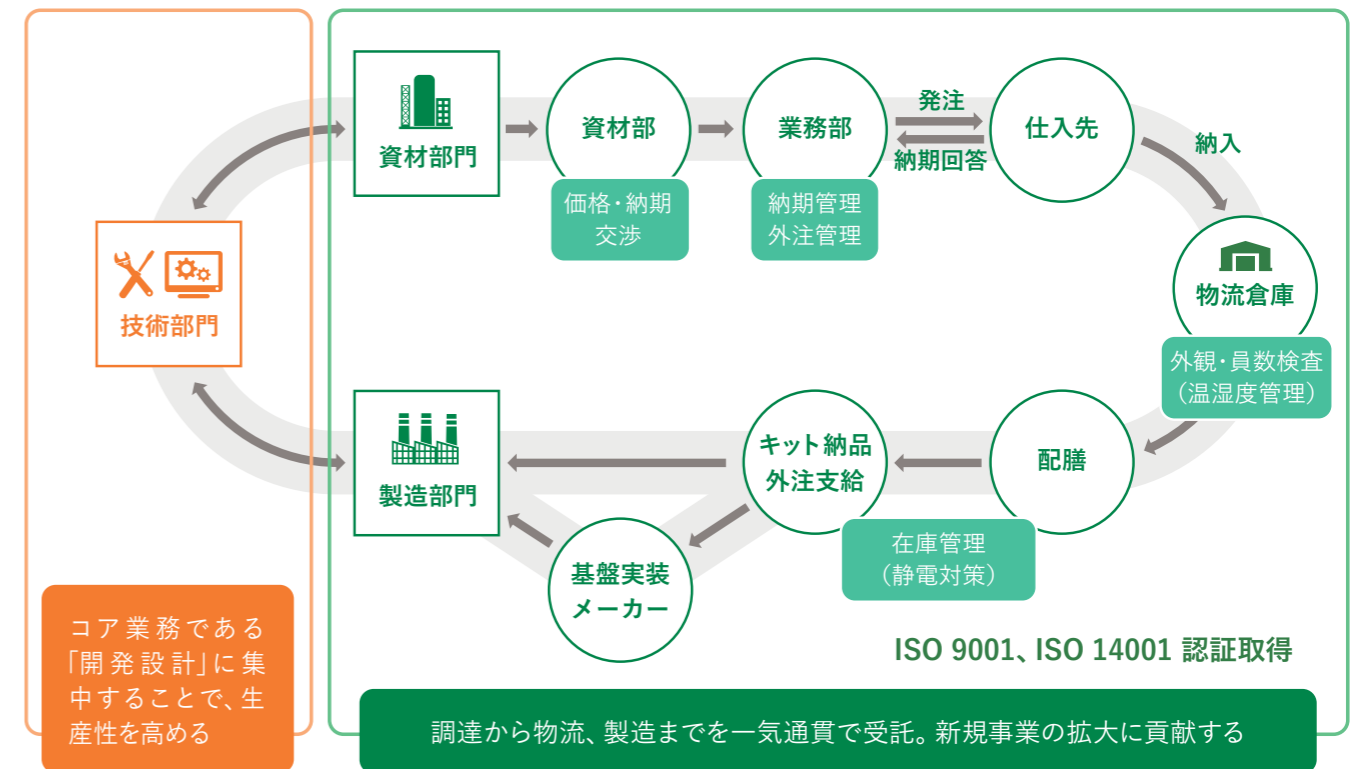 資材部門
資材部
価格・納期
交渉
業務部
納期管理
外注管理
発注
納期回答
仕入先
納入
物流倉庫
外観・員数検査
（温湿度管理）
技術部門
製造部門
キット納品
外注支給
配膳
在庫管理
（静電対策）
基盤実装
メーカー
ISO 9001、ISO 14001 認証取得
コア業務である
「開発設計」に集
中することで、生
産性を高める
調達から物流、製造までを一気通貫で受託。新規事業の拡大に貢献する